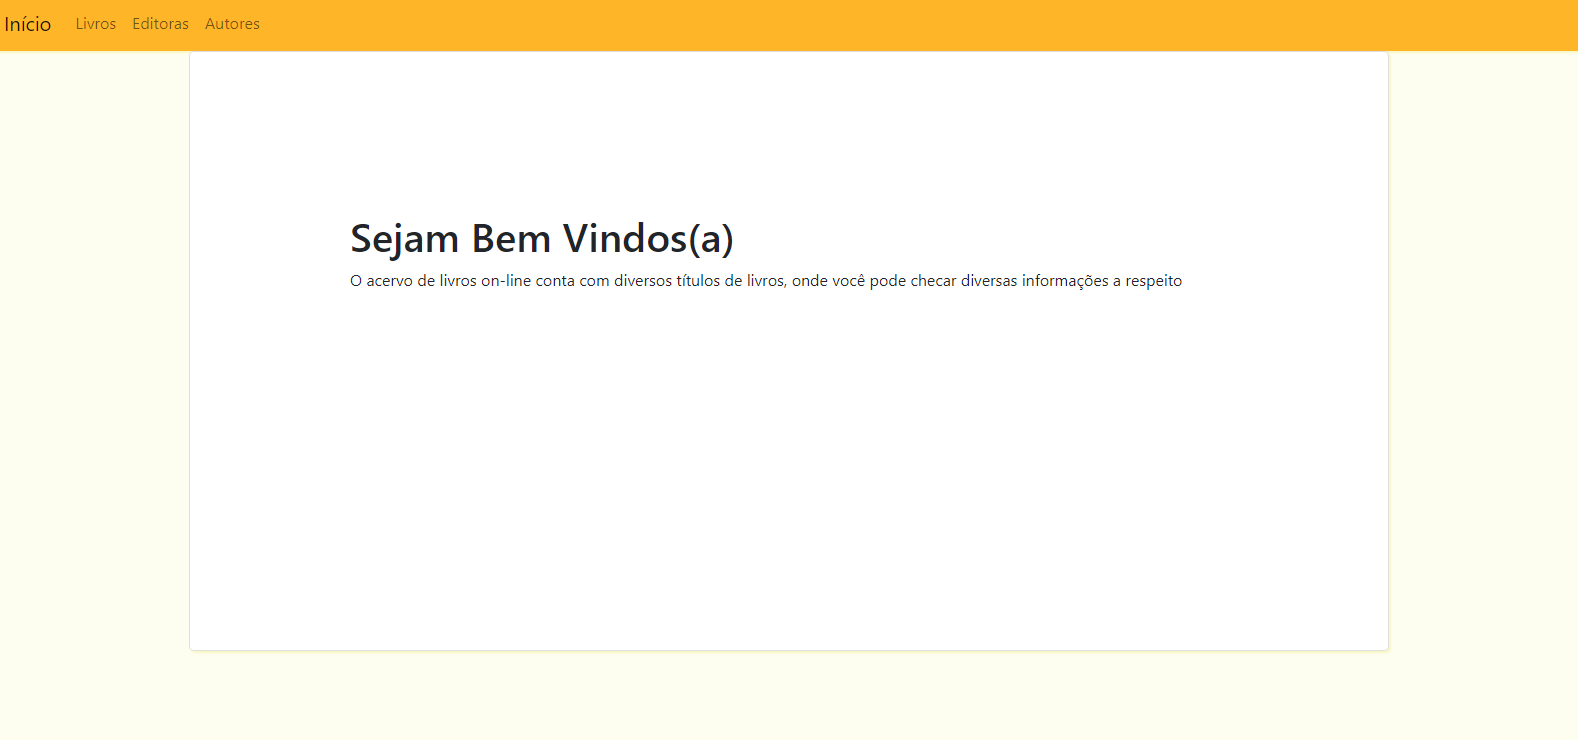 Início Livros Editoras Autores
Sejam Bem Vindos(a)
O acervo de livros on-line conta com diversos títulos de livros, onde você pode checar diversas informações a respeito